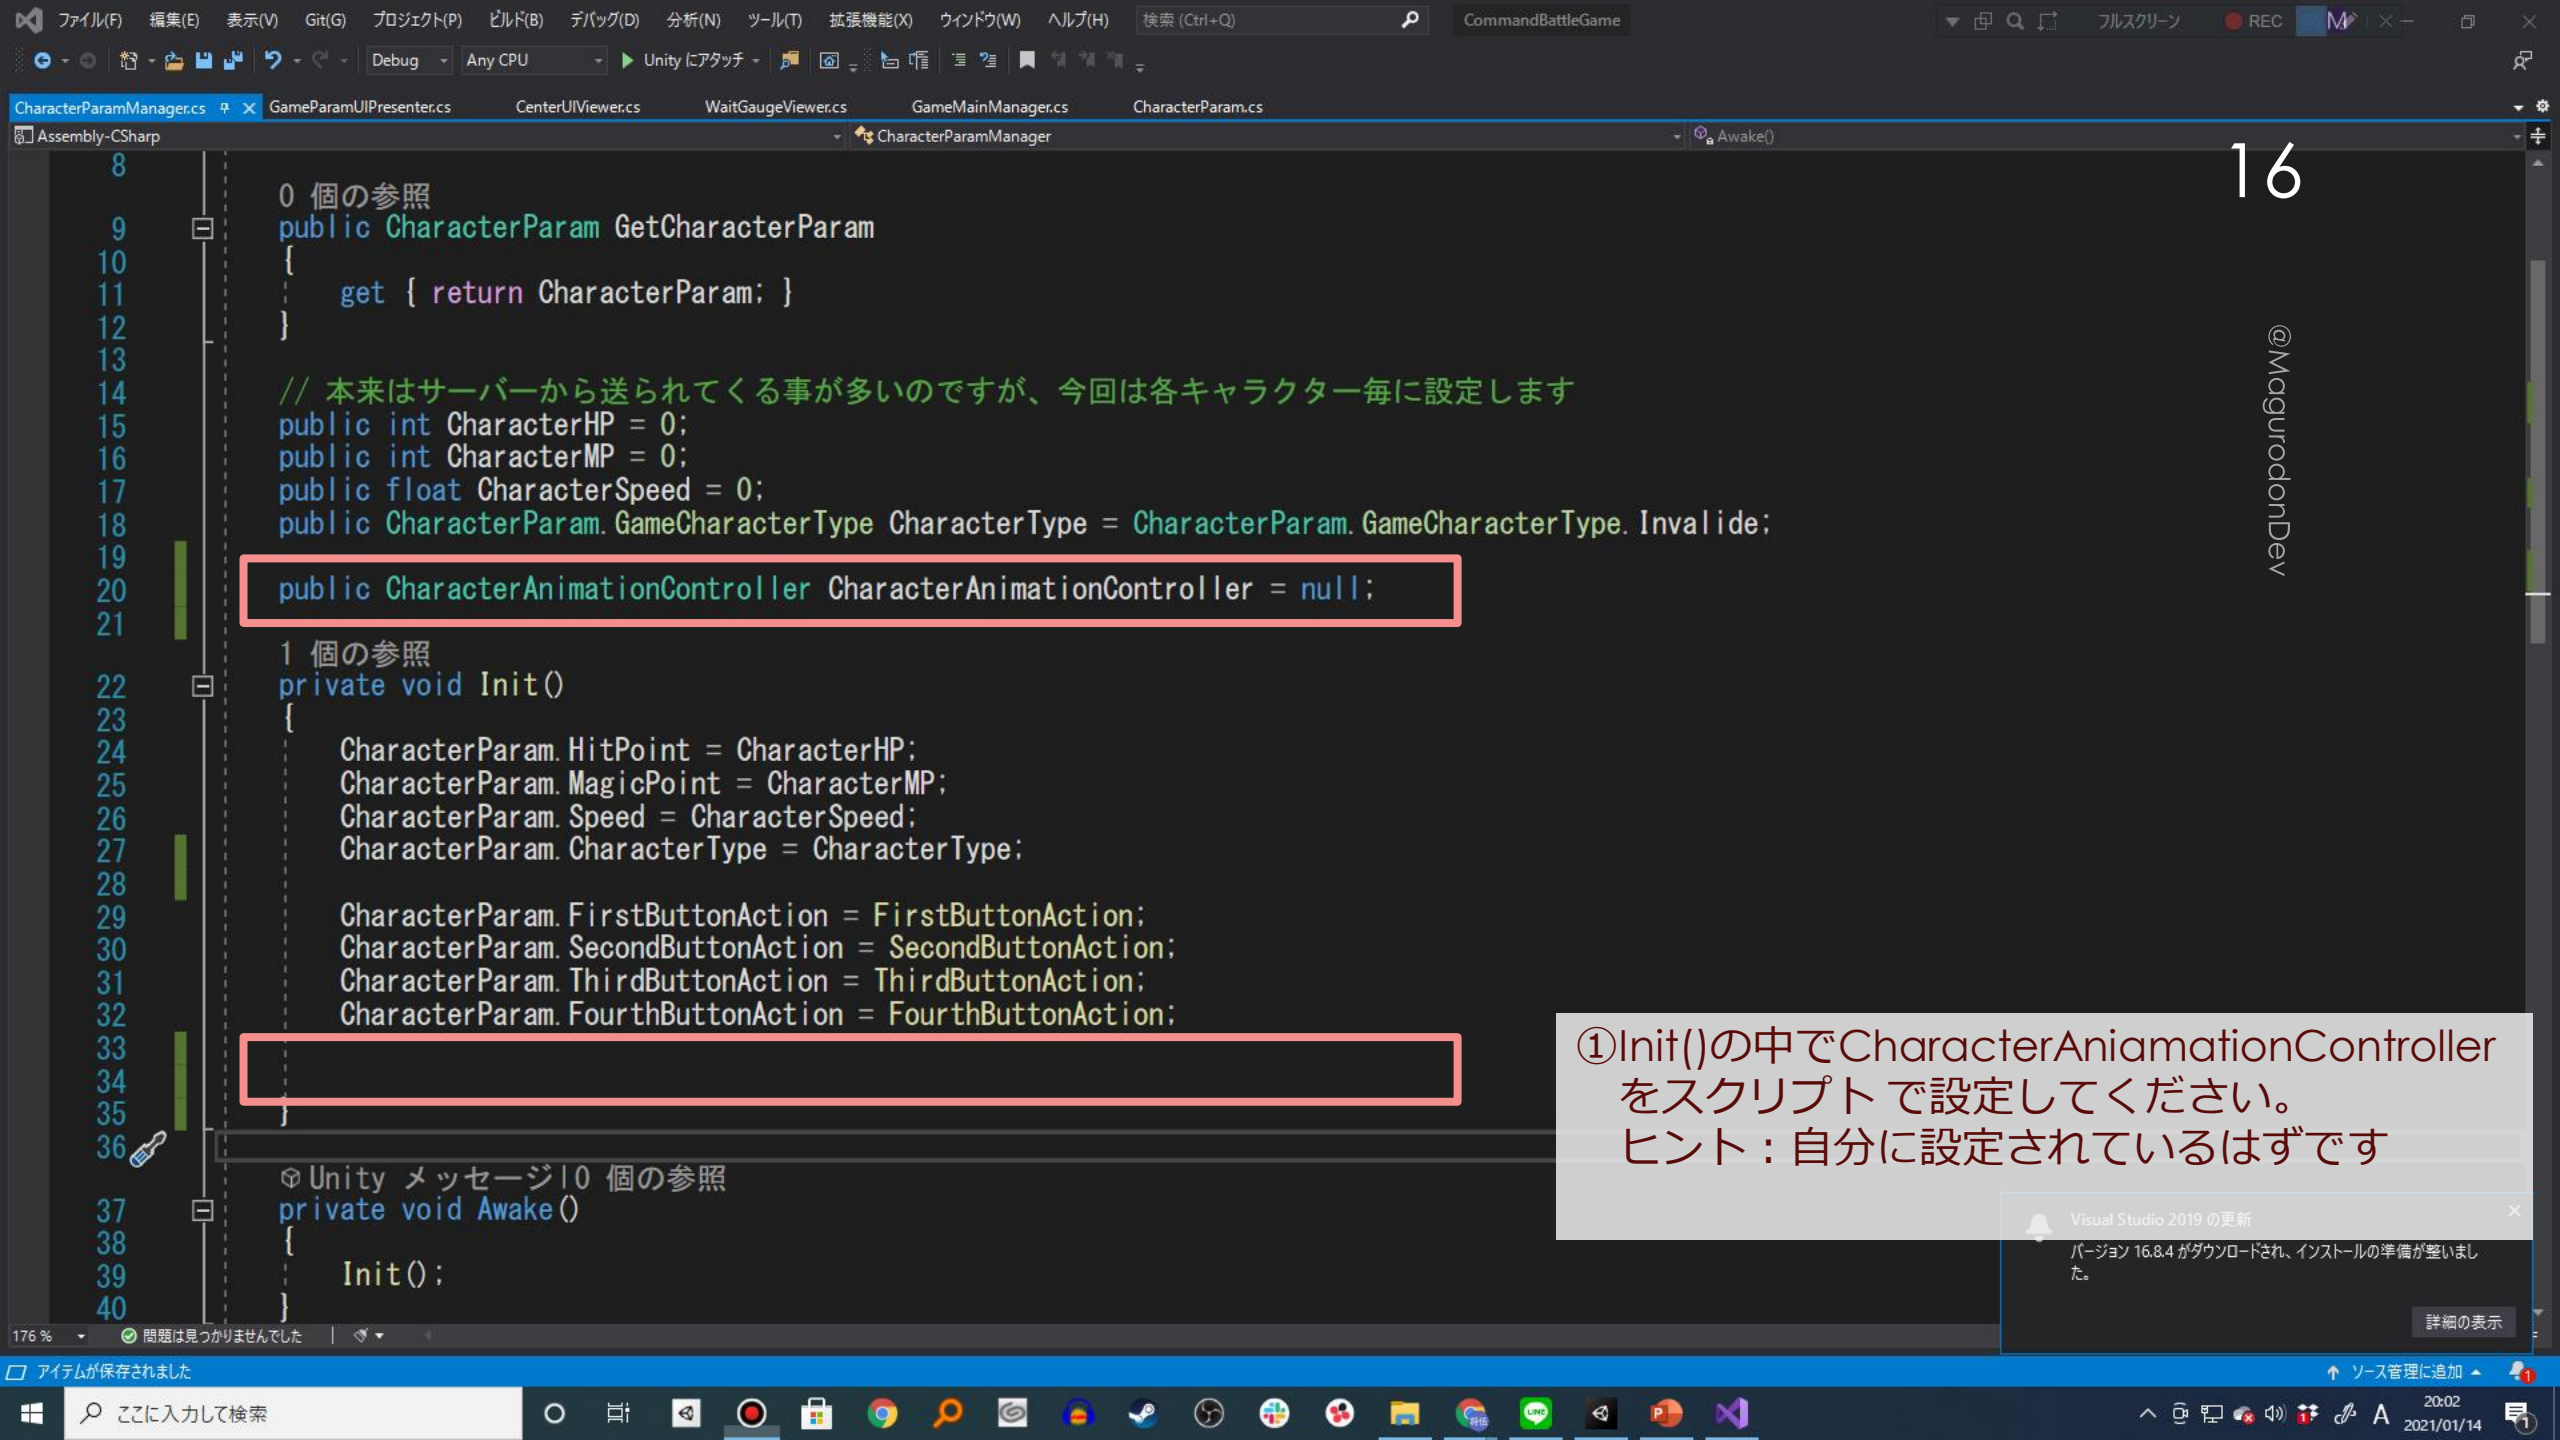 ファイル(F) 編集(E) 表示(V) Git(G) プロジェクト(P) ビルド(B) デバッグ(D) 分析(N) ツール(T) 拡張機能(X) ウィンドウ(W) ヘルプ(H) 検索 (Ctrl+Q) CommandBattleGame フルスクリーン REC
Debug Any CPU Unity にアタッチ
CharacterParamManager.cs GameParamUIPresenter.cs CenterUIViewer.cs WaitGaugeViewer.cs GameMainManager.cs CharacterParam.cs
Assembly-CSharp CharacterParamManager Awake()
16
@MagurodonDev
8
0 個の参照
9 public CharacterParam GetCharacterParam
10 {
11 get { return CharacterParam; }
12 }
13
14 // 本来はサーバーから送られてくる事が多いのですが、今回は各キャラクター毎に設定します
15 public int CharacterHP = 0;
16 public int CharacterMP = 0;
17 public float CharacterSpeed = 0;
18 public CharacterParam.GameCharacterType CharacterType = CharacterParam.GameCharacterType.Invalide;
19
20 public CharacterAnimationController CharacterAnimationController = null;
21
1 個の参照
22 private void Init()
23 {
24 CharacterParam.HitPoint = CharacterHP;
25 CharacterParam.MagicPoint = CharacterMP;
26 CharacterParam.Speed = CharacterSpeed;
27 CharacterParam.CharacterType = CharacterType;
28
29 CharacterParam.FirstButtonAction = FirstButtonAction;
30 CharacterParam.SecondButtonAction = SecondButtonAction;
31 CharacterParam.ThirdButtonAction = ThirdButtonAction;
32 CharacterParam.FourthButtonAction = FourthButtonAction;
33
34
35 }
36
Unity メッセージ|0 個の参照
37 private void Awake()
38 {
39 Init();
40 }
①Init()の中でCharacterAniamationController
をスクリプトで設定してください。
ヒント：自分に設定されているはずです
Visual Studio 2019 の更新
バージョン 16.8.4 がダウンロードされ、インストールの準備が整いまし
た。
詳細の表示
176 % 問題は見つかりませんでした
アイテムが保存されました ソース管理に追加 1
ここに入力して検索 A 20:02
2021/01/14